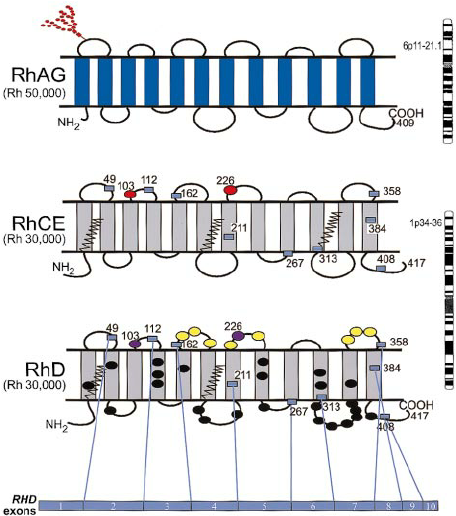 6p11-21.1
RhAG
(Rh 50,000)
NH2
COOH
409
49
103
112
162
226
358
RhCE
(Rh 30,000)
211
384
1p34-36
NH2
267
313
408
417
49
103
112
162
226
358
RhD
(Rh 30,000)
211
384
NH2
267
313
COOH
408
417
RHD
exons
1 2 3 4 5 6 7 8 9 10